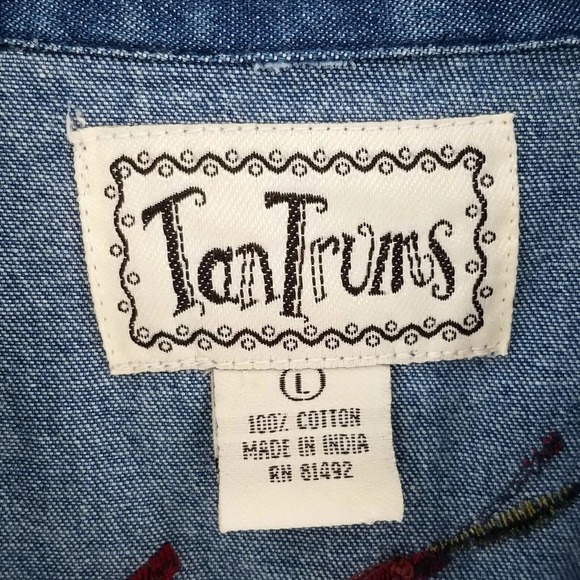 TanTrums
L
100% COTTON
MADE IN INDIA
RN 81492